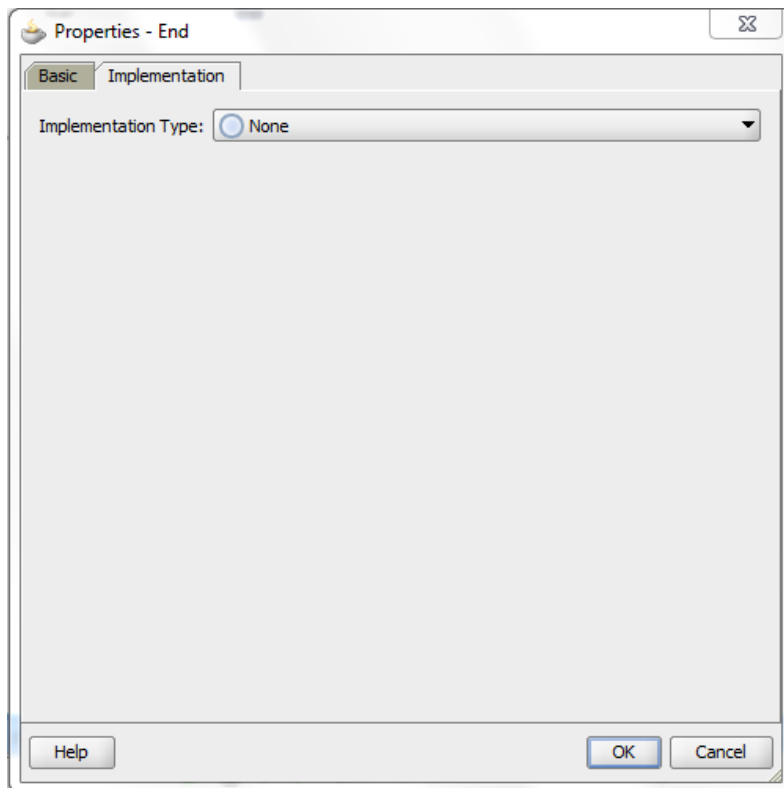 Properties - End
Basic Implementation
Implementation Type: None
Help OK Cancel